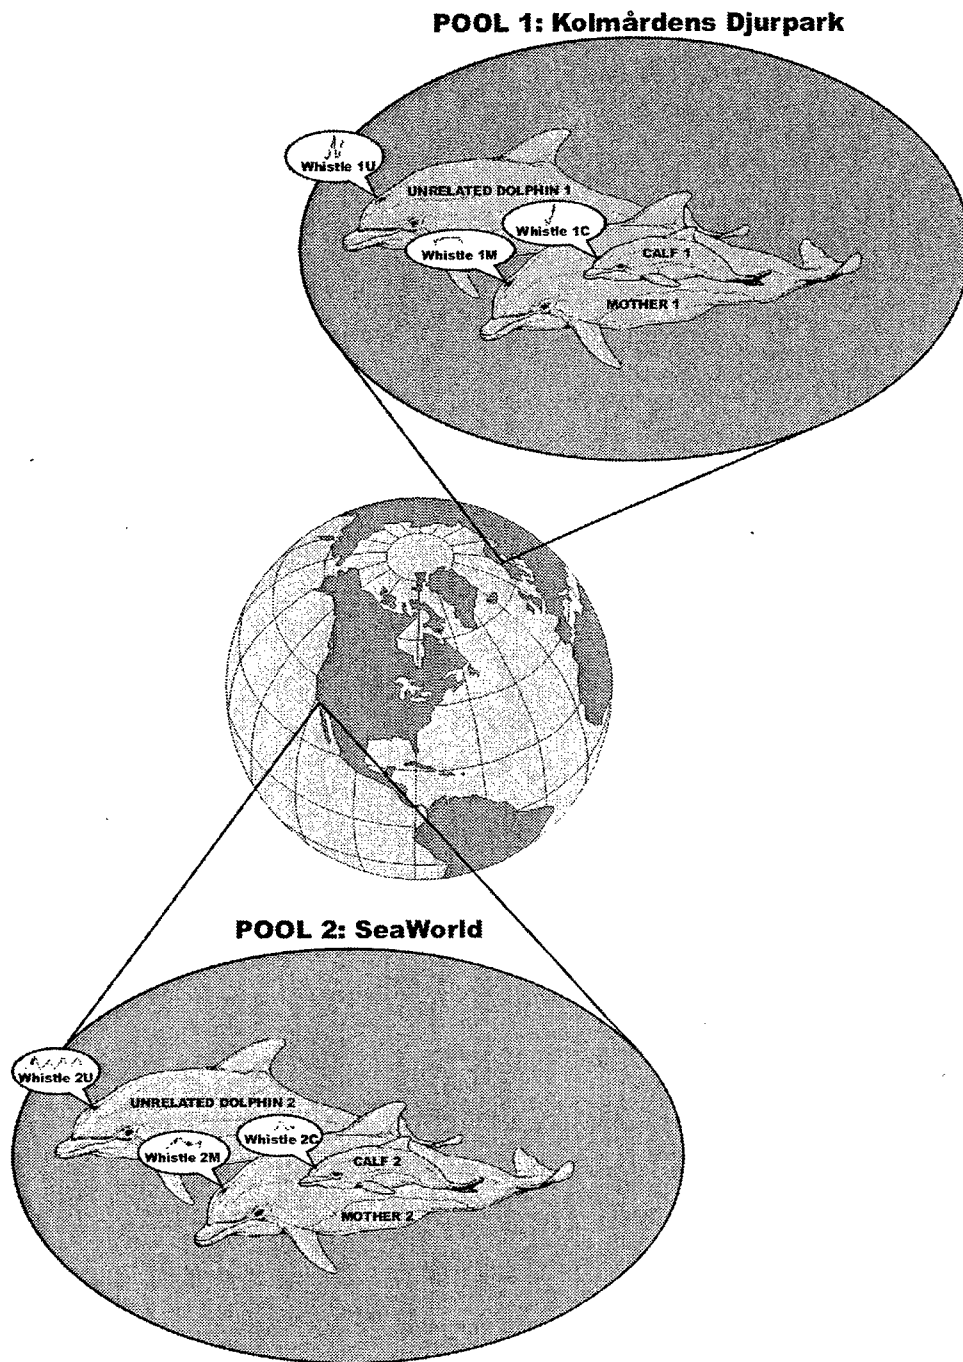 POOL 1: Kolmårdens Djurpark
Whistle 1U
UNRELATED DOLPHIN 1
Whistle 1C
Whistle 1M
CALF 1
MOTHER 1
POOL 2: SeaWorld
Whistle 2U
UNRELATED DOLPHIN 2
Whistle 2C
Whistle 2M
CALF 2
MOTHER 2